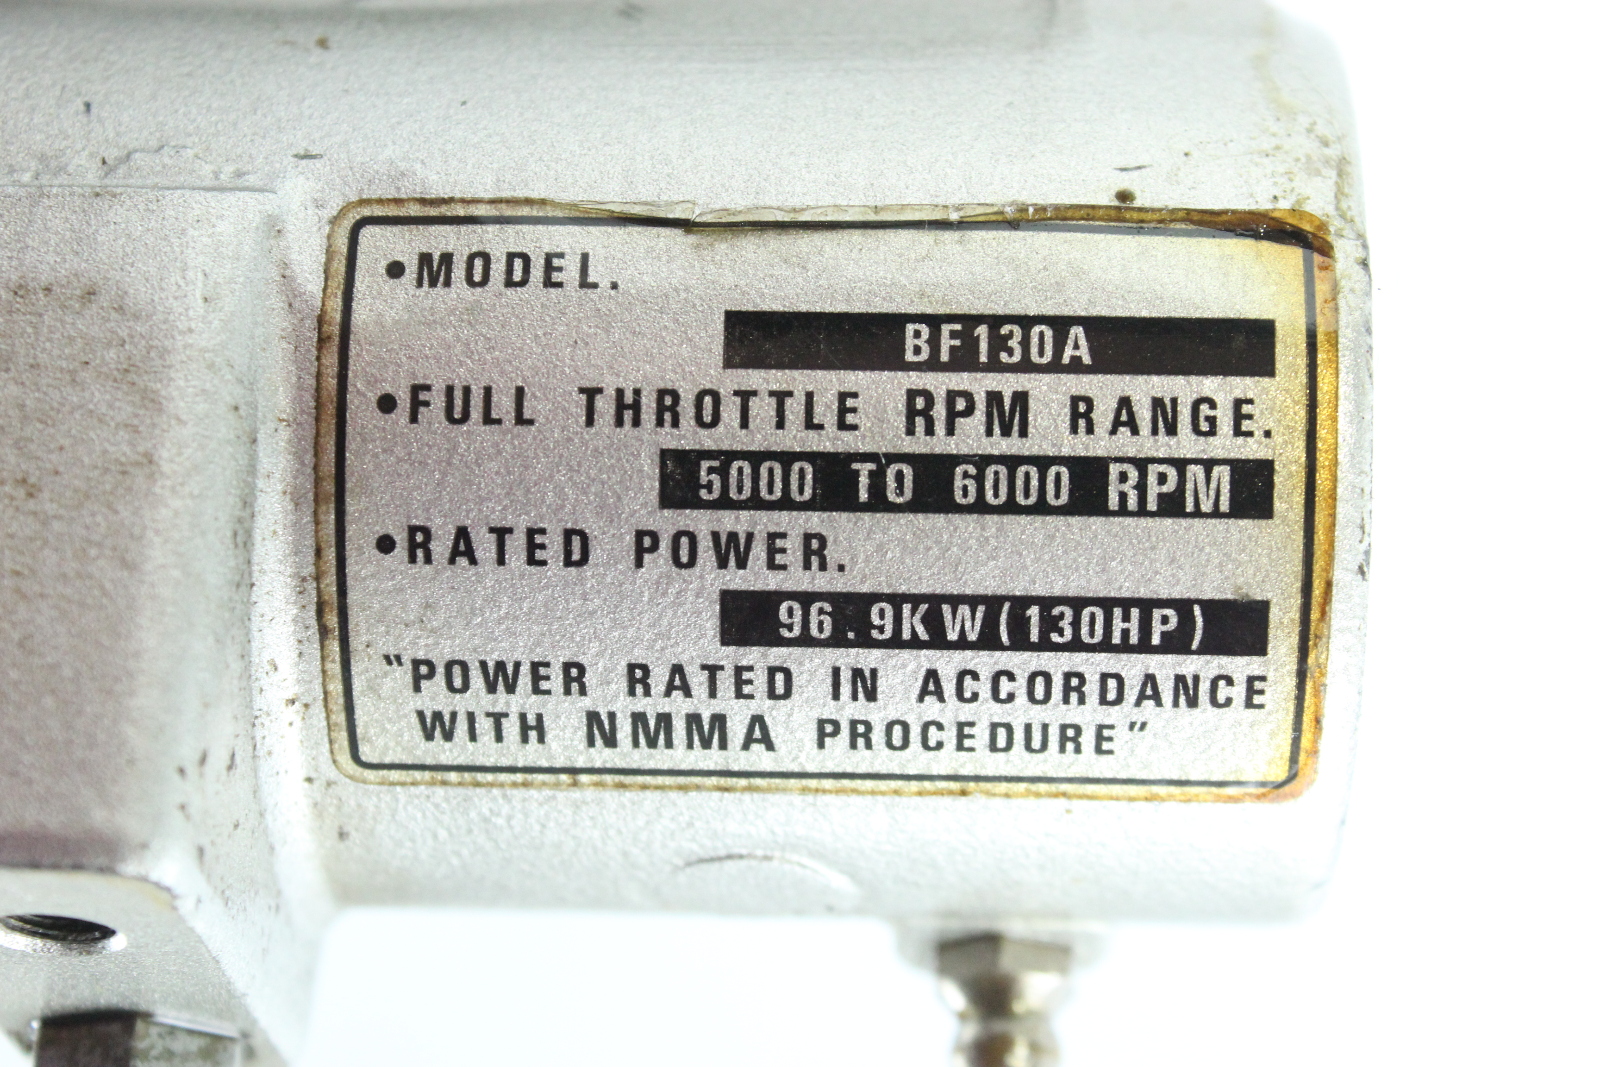 •MODEL.
BF130A
•FULL THROTTLE RPM RANGE.
5000 TO 6000 RPM
•RATED POWER.
96.9KW(130HP)
"POWER RATED IN ACCORDANCE
WITH NMMA PROCEDURE"